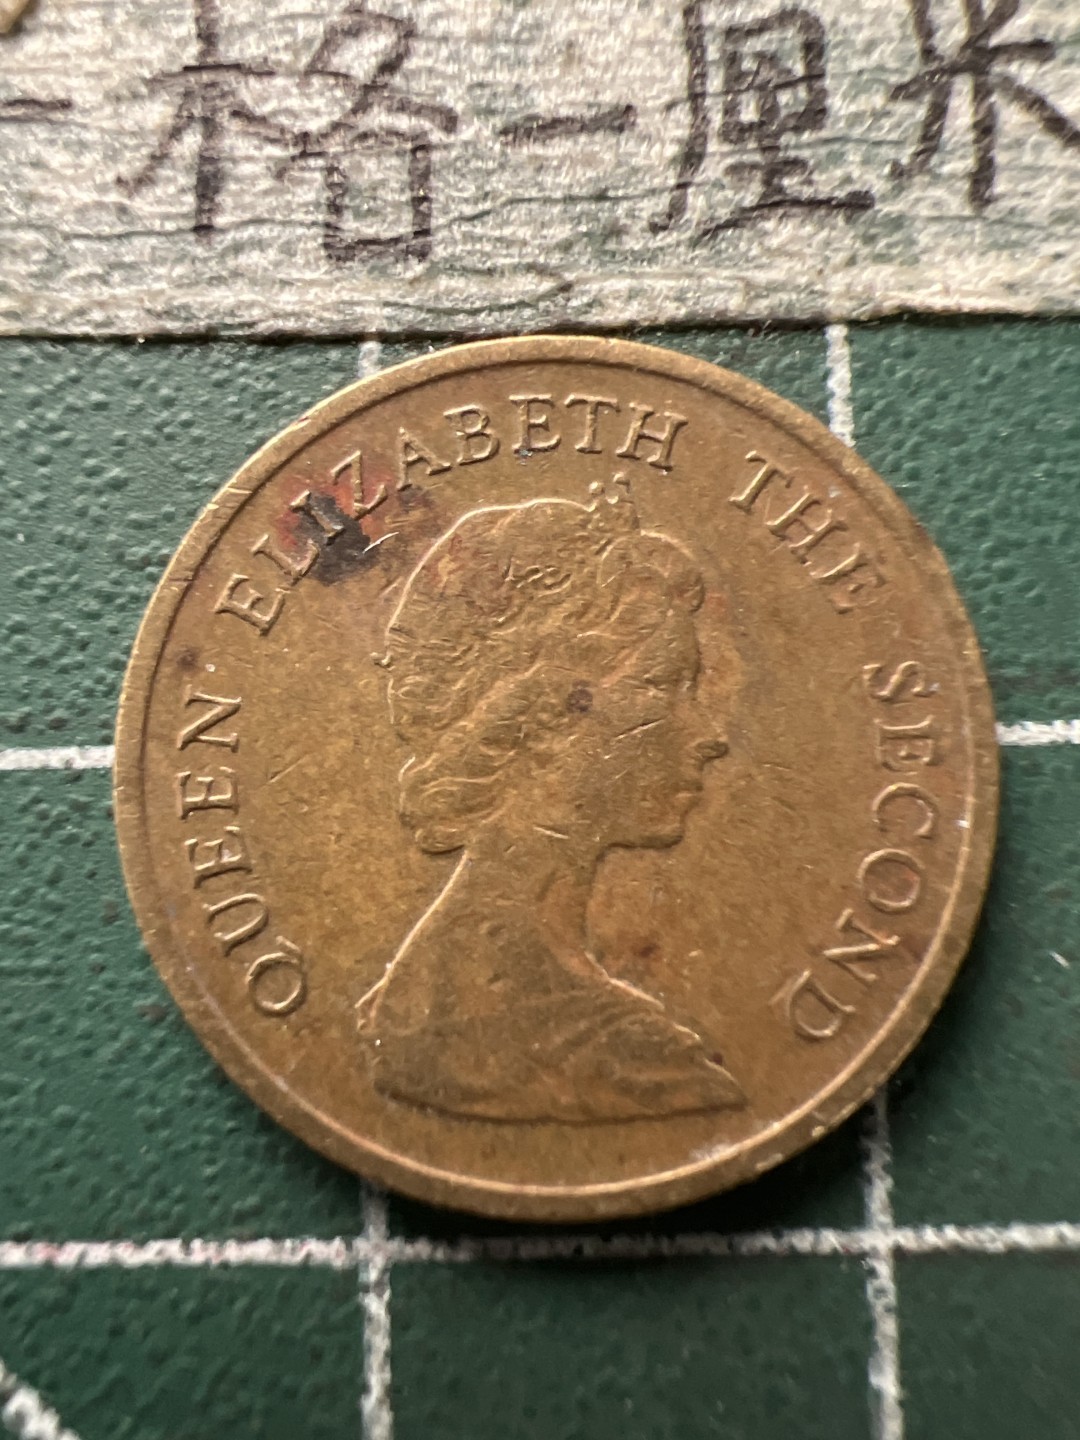 一格一厘米
QUEEN ELIZABETH THE SECOND